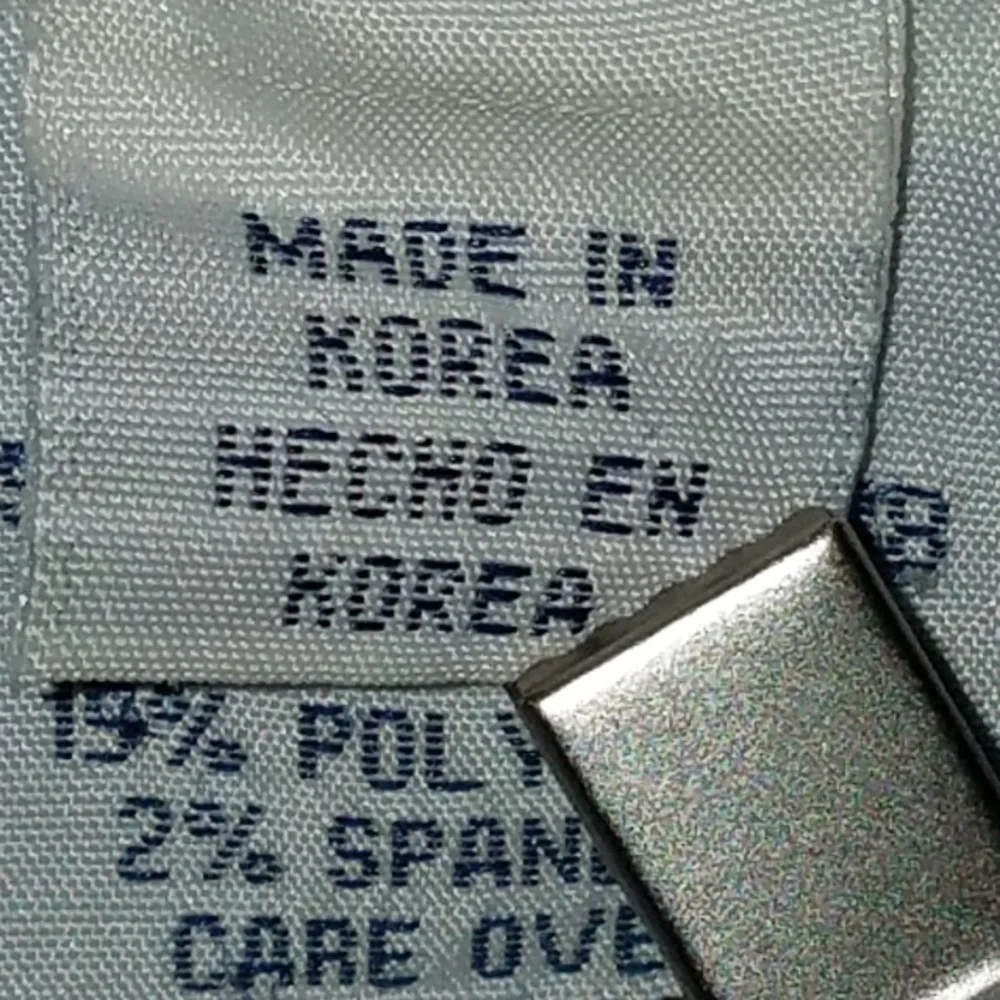 MADE IN
KOREA
HECHO EN
KOREA
19% POLY
2% SPAN
CARE OVE